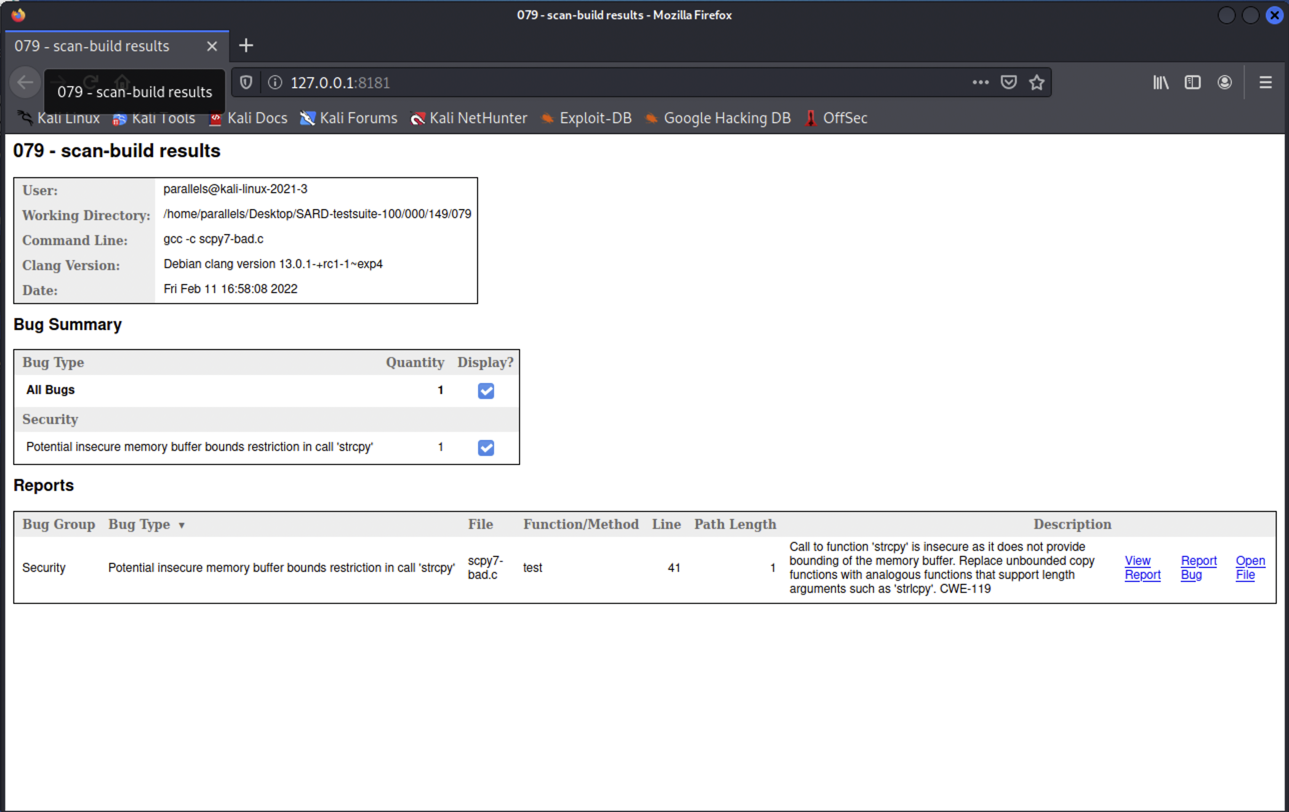 079 - scan-build results - Mozilla Firefox
079 - scan-build results
127.0.0.1:8181
079 - scan-build results
Kali Linux Kali Tools Kali Docs Kali Forums Kali NetHunter Exploit-DB Google Hacking DB OffSec
079 - scan-build results
User: parallels@kali-linux-2021-3
Working Directory: /home/parallels/Desktop/SARD-testsuite-100/000/149/079
Command Line: gcc -c scpy7-bad.c
Clang Version: Debian clang version 13.0.1-+rc1-1~exp4
Date: Fri Feb 11 16:58:08 2022
Bug Summary
Bug Type Quantity Display?
All Bugs 1
Security
Potential insecure memory buffer bounds restriction in call 'strcpy' 1
Reports
Bug Group Bug Type ▼ File Function/Method Line Path Length Description
Security Potential insecure memory buffer bounds restriction in call 'strcpy' scpy7-
bad.c test 41 1 Call to function 'strcpy' is insecure as it does not provide
bounding of the memory buffer. Replace unbounded copy
functions with analogous functions that support length
arguments such as 'strlcpy'. CWE-119
View
Report
Report
Bug
Open
File